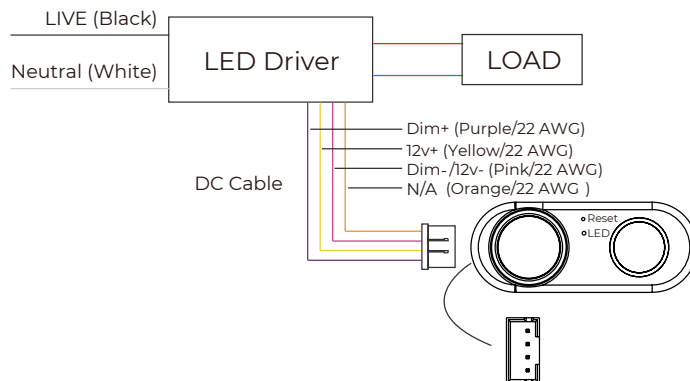 LIVE (Black)
Neutral (White)
LED Driver
LOAD
Dim+ (Purple/22 AWG)
12v+ (Yellow/22 AWG)
Dim-/12v- (Pink/22 AWG)
N/A (Orange/22 AWG )
DC Cable
Reset
LED